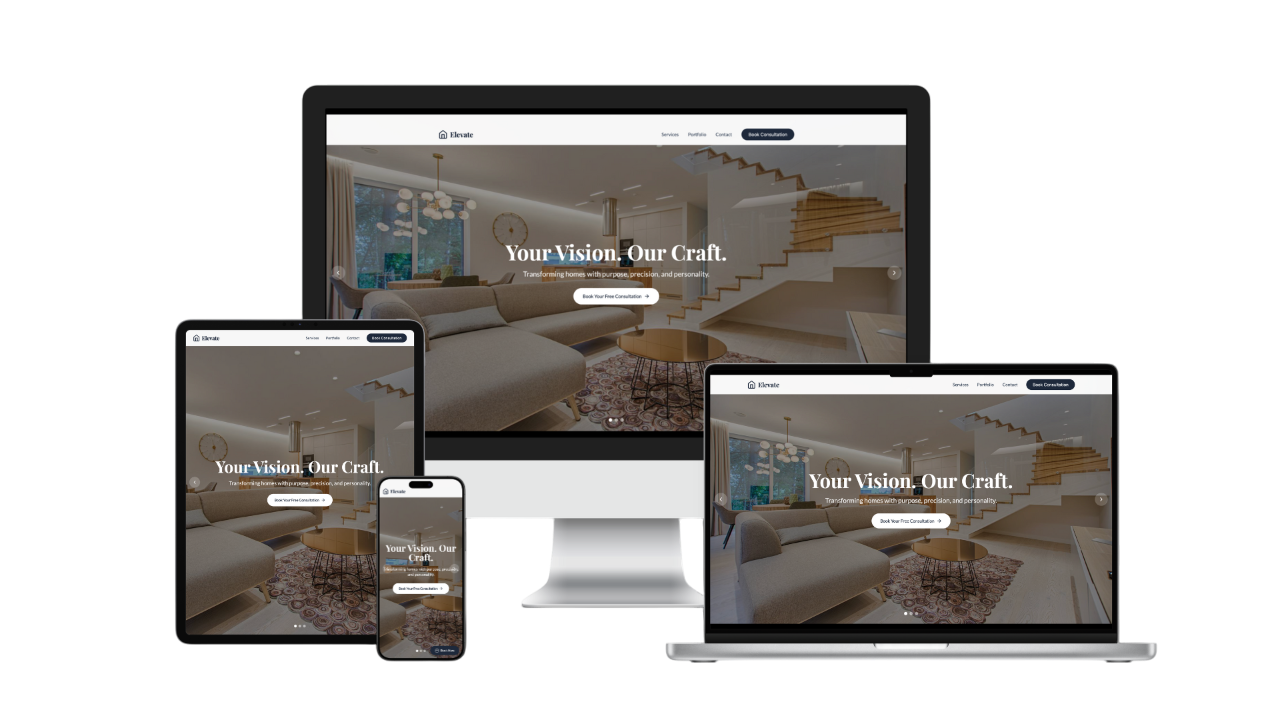 Elevate
Services Portfolio Contact Book Consultation
Your Vision. Our Craft.
Transforming homes with purpose, precision, and personality.
Book Your Free Consultation →
Elevate
Services Portfolio Contact Book Consultation
Your Vision. Our Craft.
Transforming homes with purpose, precision, and personality.
Book Your Free Consultation →
Elevate
Your Vision. Our
Craft.
Transforming homes with purpose, precision,
and personality.
Book Your Free Consultation →
Book Now
Elevate
Services Portfolio Contact Book Consultation
Your Vision. Our Craft.
Transforming homes with purpose, precision, and personality.
Book Your Free Consultation →